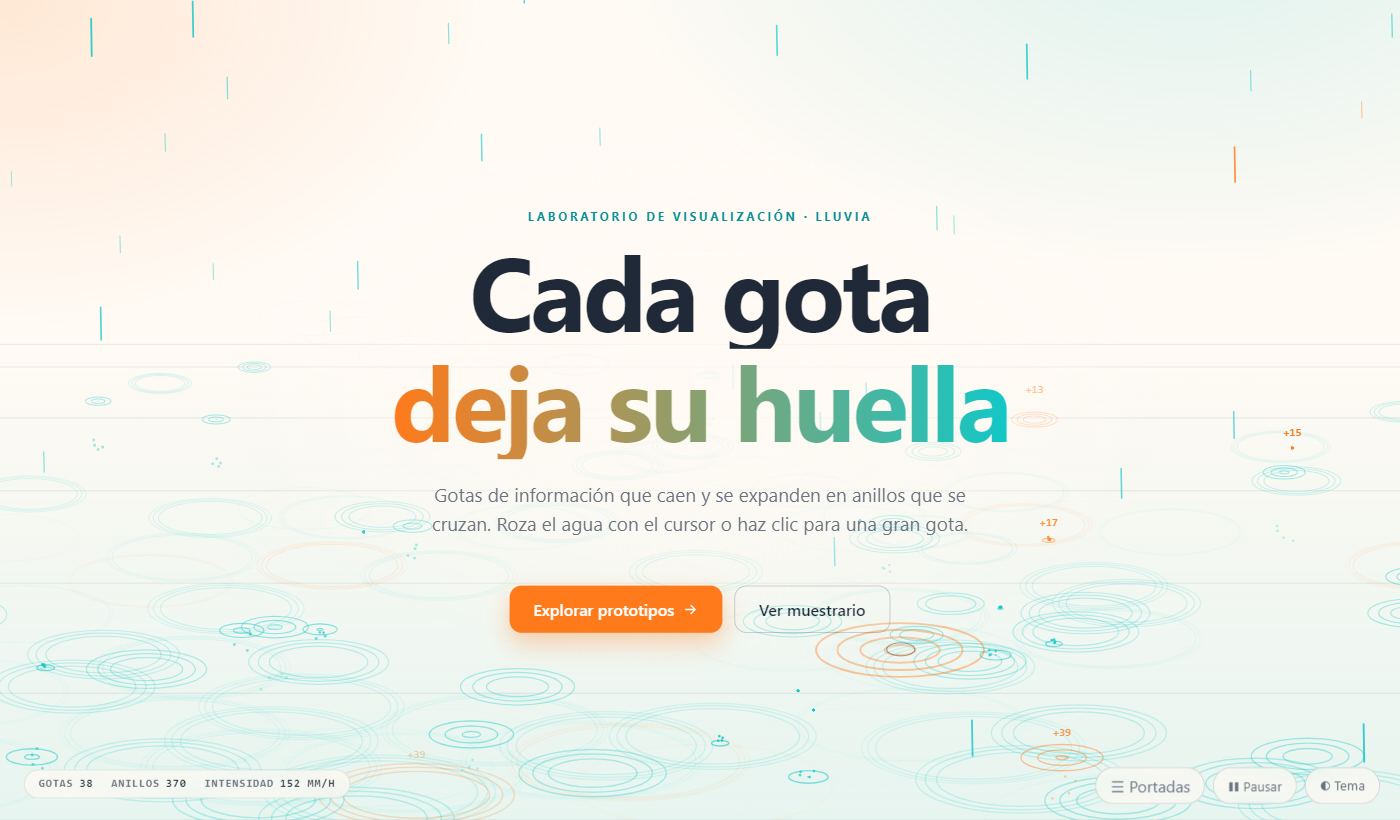 LABORATORIO DE VISUALIZACIÓN · LLUVIA
Cada gota
deja su huella
+13
+15
Gotas de información que caen y se expanden en anillos que se
cruzan. Roza el agua con el cursor o haz clic para una gran gota.
+17
Explorar prototipos →
Ver muestrario
+39
+39
GOTAS 38 ANILLOS 370 INTENSIDAD 152 MM/H
☰ Portadas
Pausar
Tema